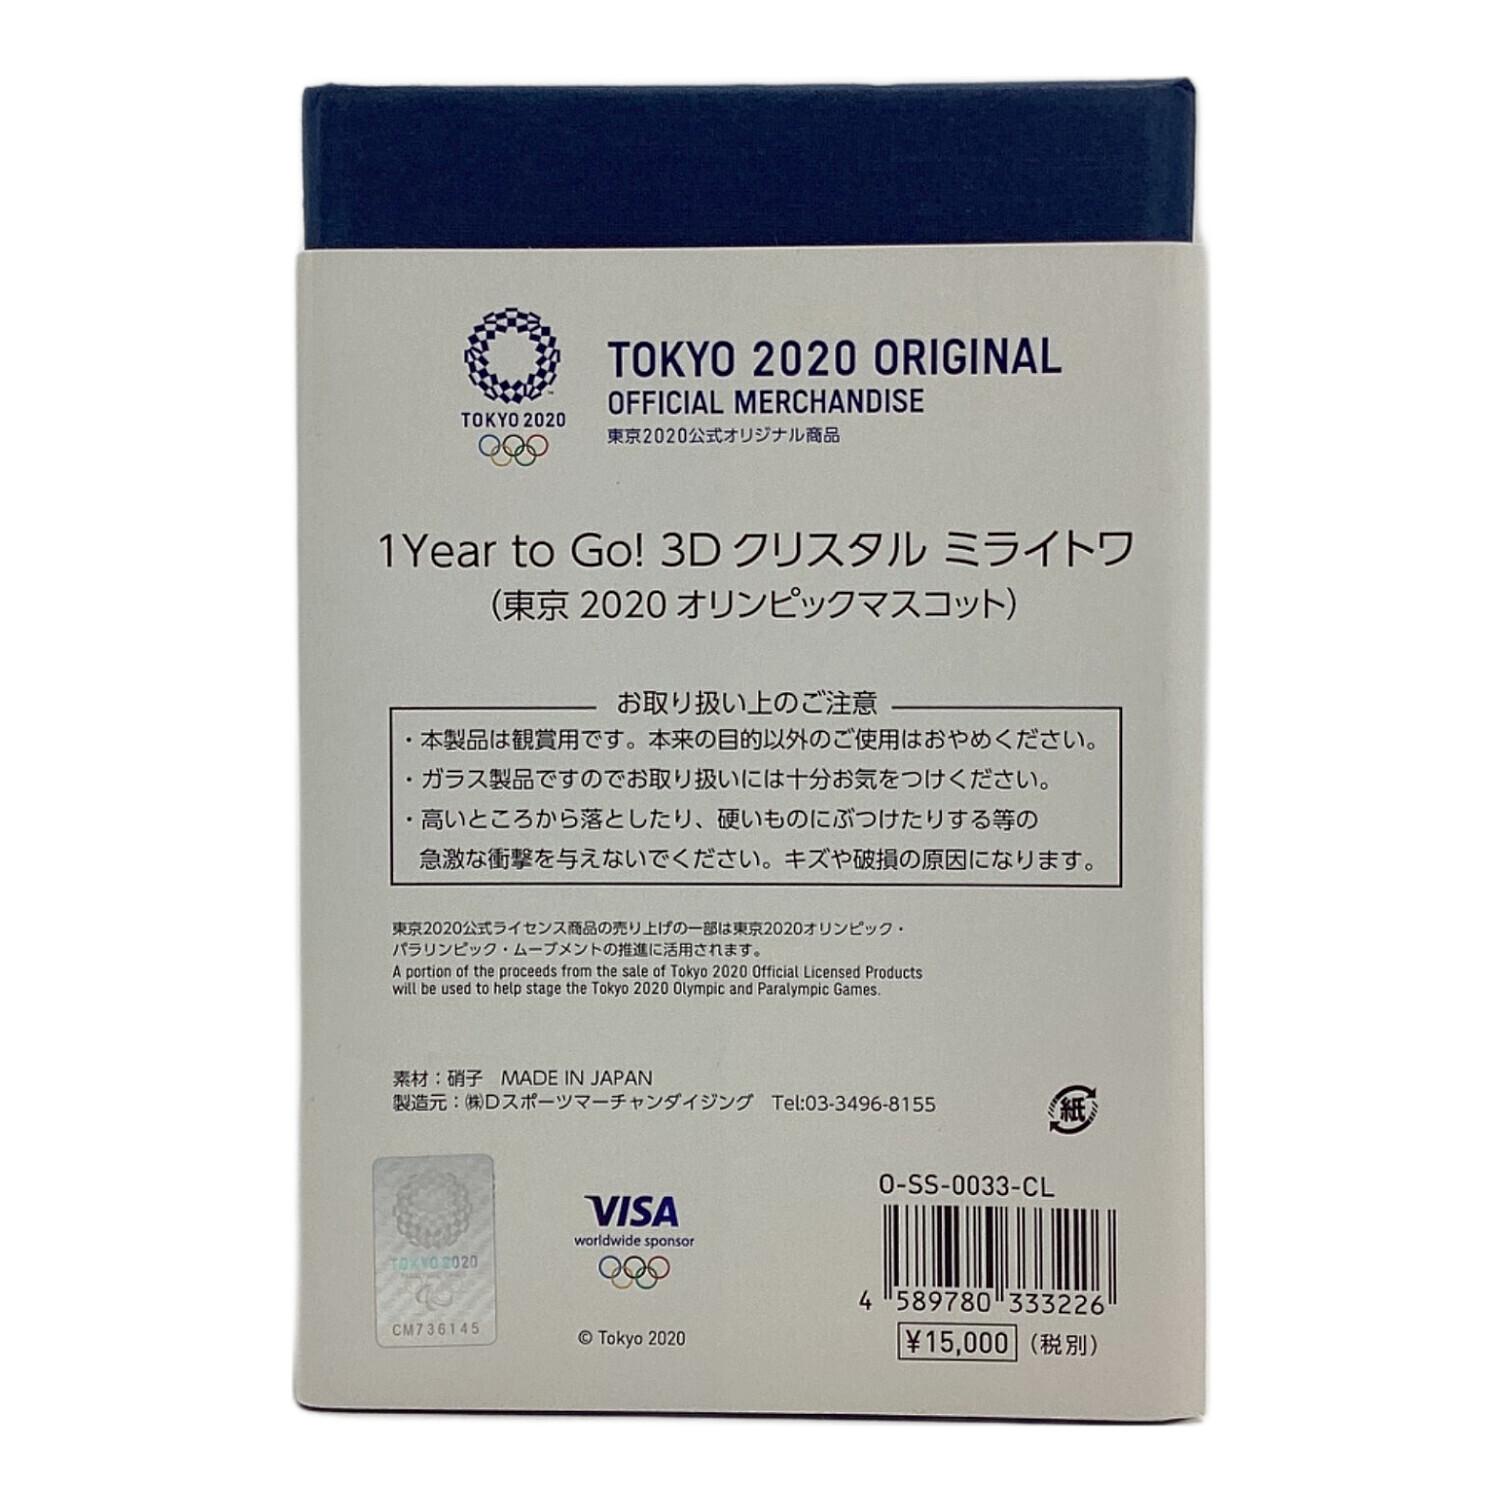 TOKYO 2020
TOKYO 2020 ORIGINAL
OFFICIAL MERCHANDISE
東京2020公式オリジナル商品
1Year to Go! 3D クリスタル ミライトワ
(東京 2020 オリンピックマスコット)
お取り扱い上のご注意
・本製品は観賞用です。本来の目的以外のご使用はおやめください。
・ガラス製品ですのでお取り扱いには十分お気をつけください。
・高いところから落としたり、硬いものにぶつけたりする等の
急激な衝撃を与えないでください。キズや破損の原因になります。
東京2020公式ライセンス商品の売り上げの一部は東京2020オリンピック・
パラリンピック・ムーブメントの推進に活用されます。
A portion of the proceeds from the sale of Tokyo 2020 Official Licensed Products
will be used to help stage the Tokyo 2020 Olympic and Paralympic Games.
素材：硝子 MADE IN JAPAN
製造元：㈱Dスポーツマーチャンダイジング Tel:03-3496-8155
紙
TOKYO 2020
CM736145
VISA
worldwide sponsor
© Tokyo 2020
O-SS-0033-CL
4 589780 333226
¥15,000 (税別)